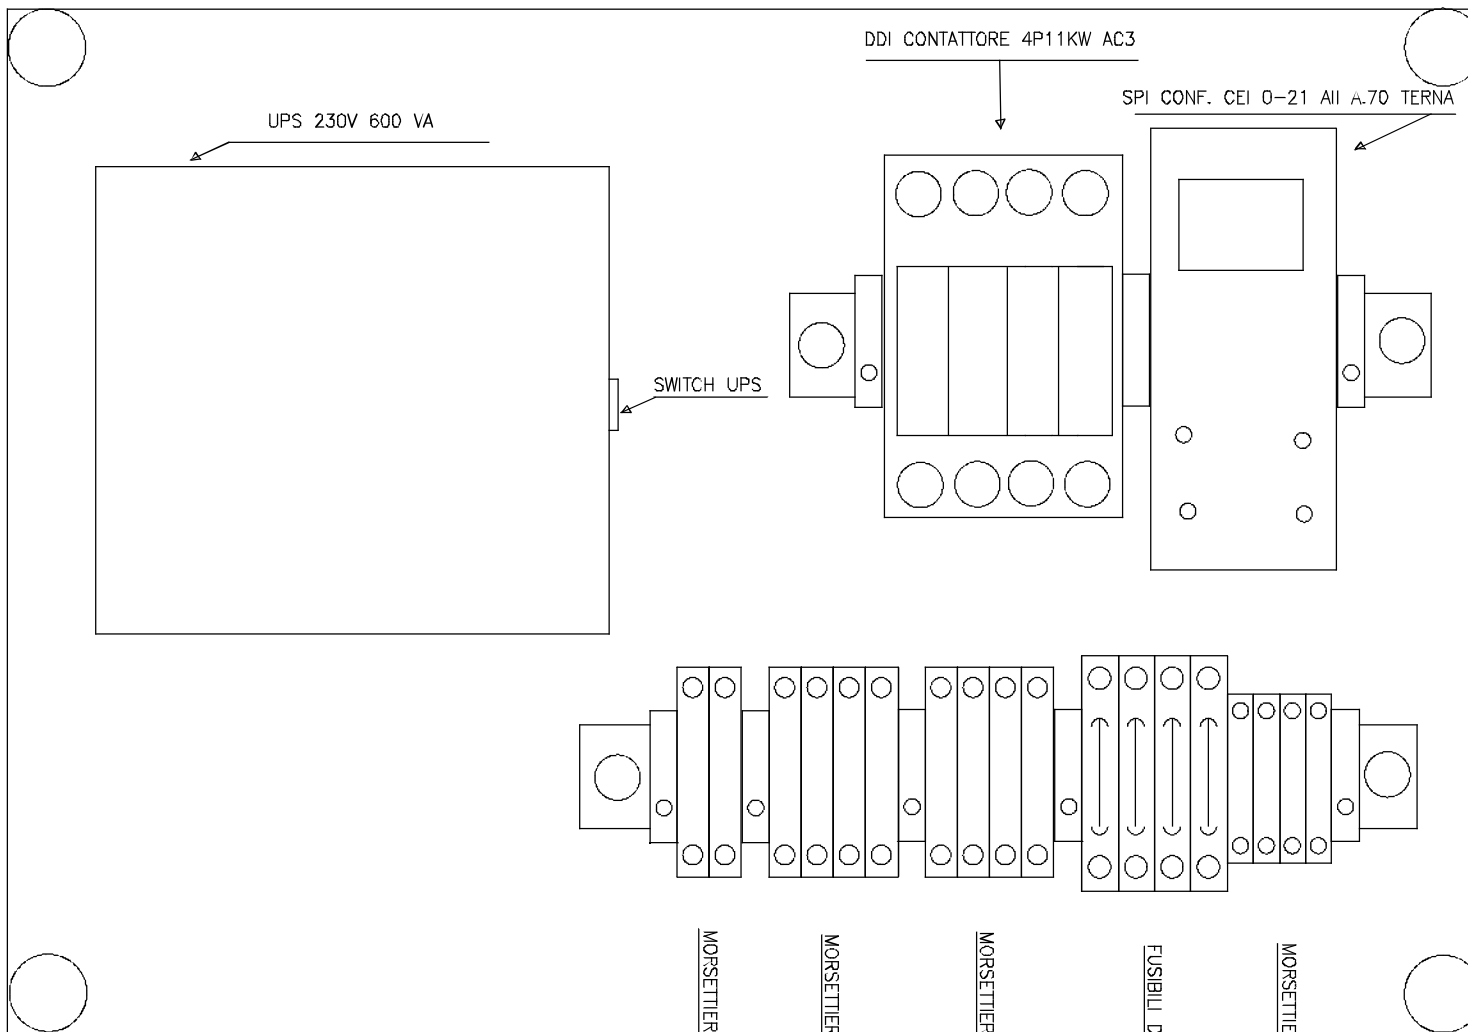 DDI CONTATTORE 4P11KW AC3
SPI CONF. CEI 0-21 All A.70 TERNA
UPS 230V 600 VA
SWITCH UPS
MORSETTIER
MORSETTIER
MORSETTIER
FUSIBILI D
MORSETTIE